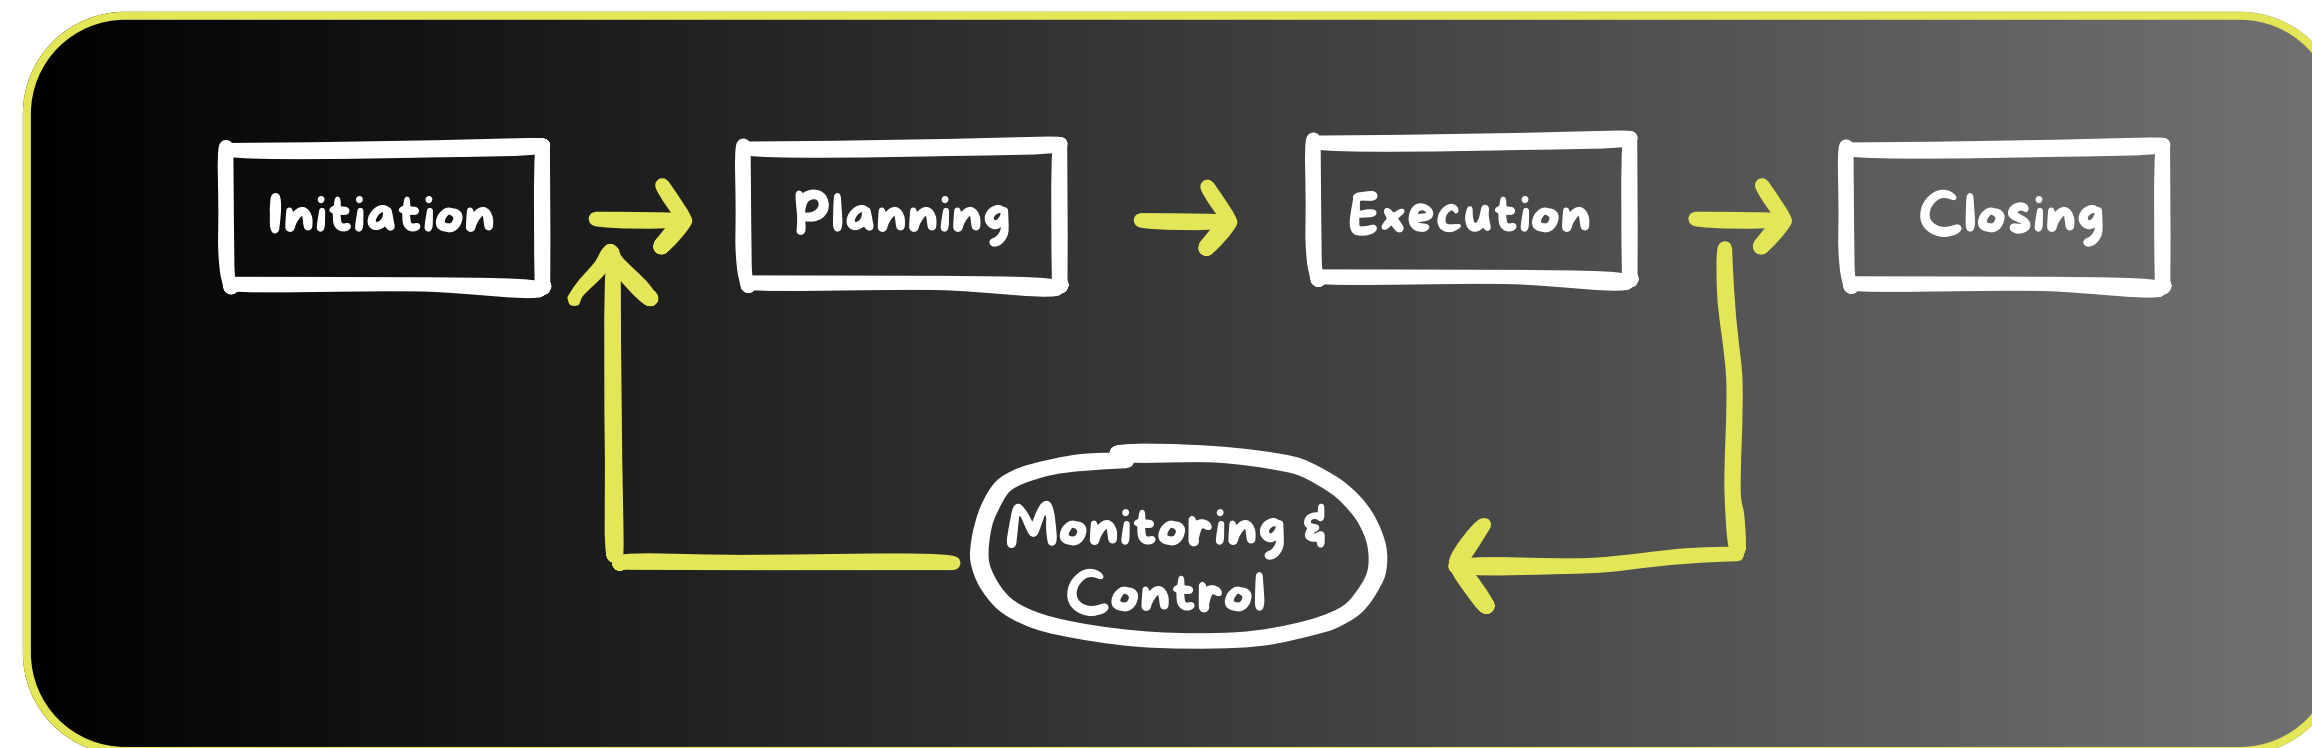 Initiation
Planning
Execution
Closing
Monitoring &
Control